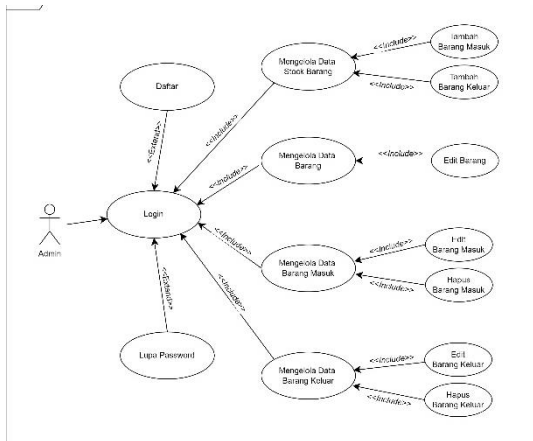 Daftar
<<Extend>>
Login
Admin
<<Extend>>
Lupa Password
<<Include>>
Mengelola Data
Stook Barang
<<Include>>
Tambah
Barang Masuk
<<Include>>
Tambah
Barang Keluar
<<Include>>
Mengelola Data
Barang
<<Include>>
Edit Barang
<<Include>>
Mengelola Data
Barang Masuk
<<Include>>
Edit
Barang Masuk
<<Include>>
Hapus
Barang Masuk
<<Include>>
Mengelola Data
Barang Keluar
<<Include>>
Edit
Barang Keluar
<<Include>>
Hapus
Barang Keluar